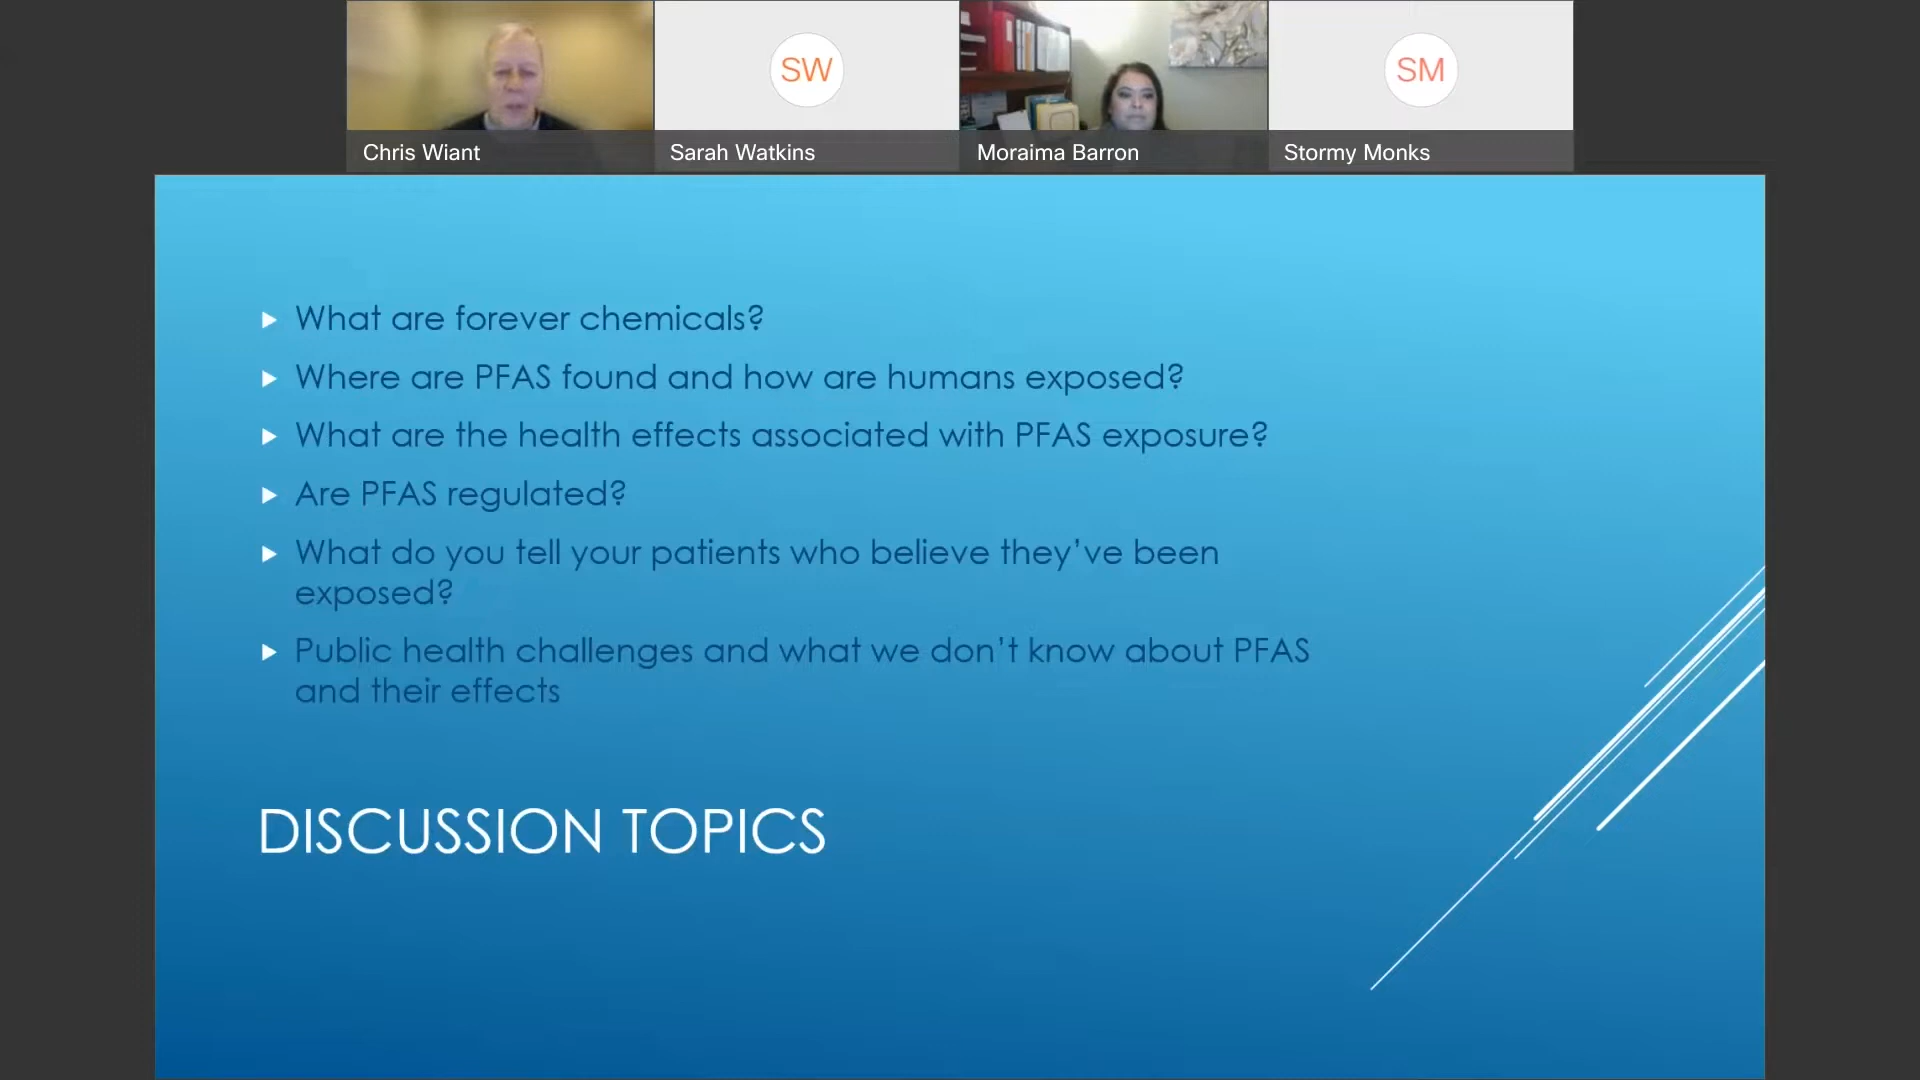 SW
SM
Chris Wiant
Sarah Watkins
Moraima Barron
Stormy Monks
What are forever chemicals?
Where are PFAS found and how are humans exposed?
What are the health effects associated with PFAS exposure?
Are PFAS regulated?
What do you tell your patients who believe they’ve been
exposed?
Public health challenges and what we don’t know about PFAS
and their effects
DISCUSSION TOPICS